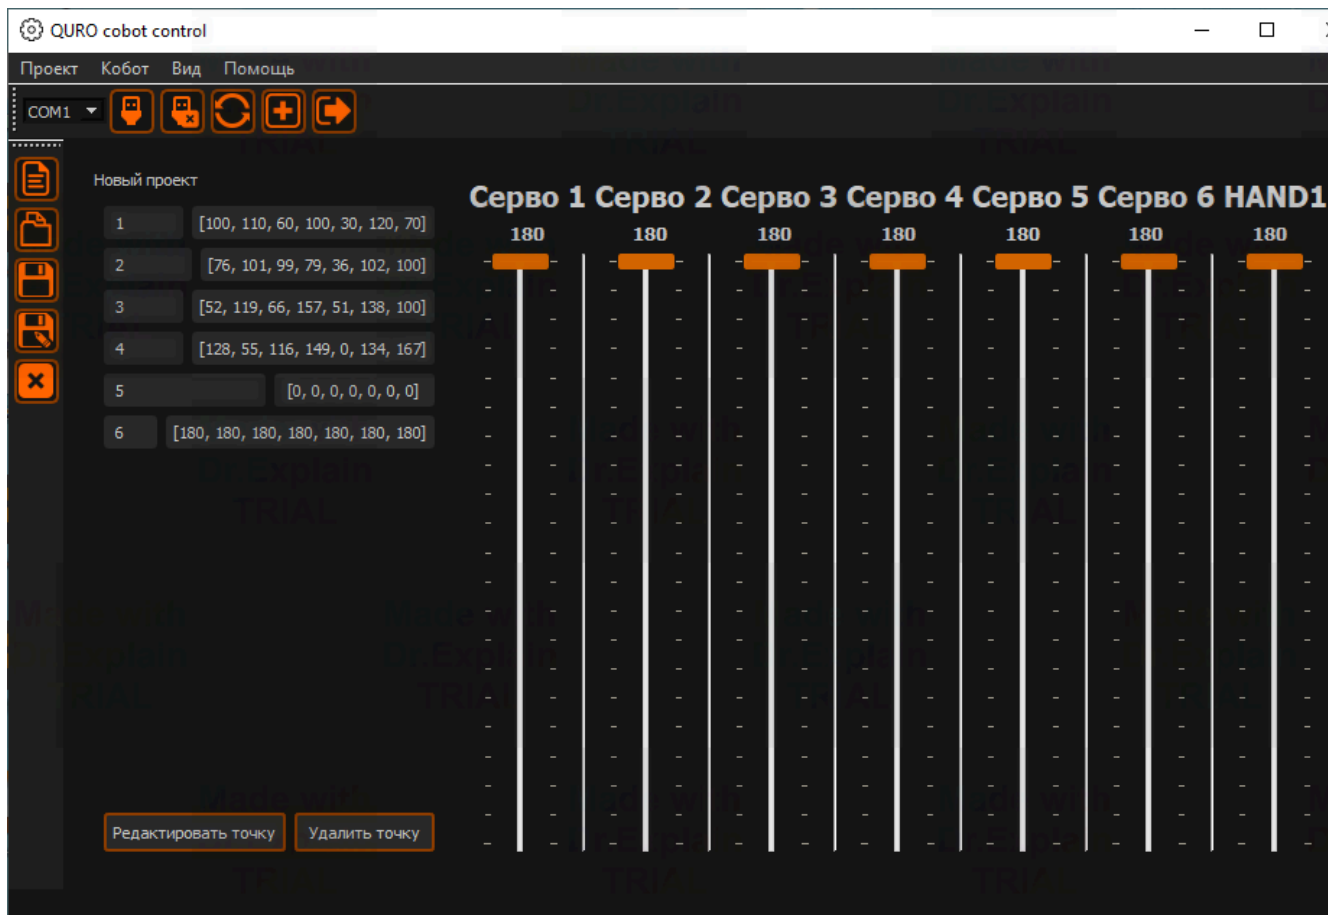 QURO cobot control
Проект Кобот Вид Помощь
COM1
Новый проект
Серво 1 Серво 2 Серво 3 Серво 4 Серво 5 Серво 6 HAND1
180 180 180 180 180 180 180
1 [100, 110, 60, 100, 30, 120, 70]
2 [76, 101, 99, 79, 36, 102, 100]
3 [52, 119, 66, 157, 51, 138, 100]
4 [128, 55, 116, 149, 0, 134, 167]
5 [0, 0, 0, 0, 0, 0, 0]
6 [180, 180, 180, 180, 180, 180, 180]
Редактировать точку Удалить точку